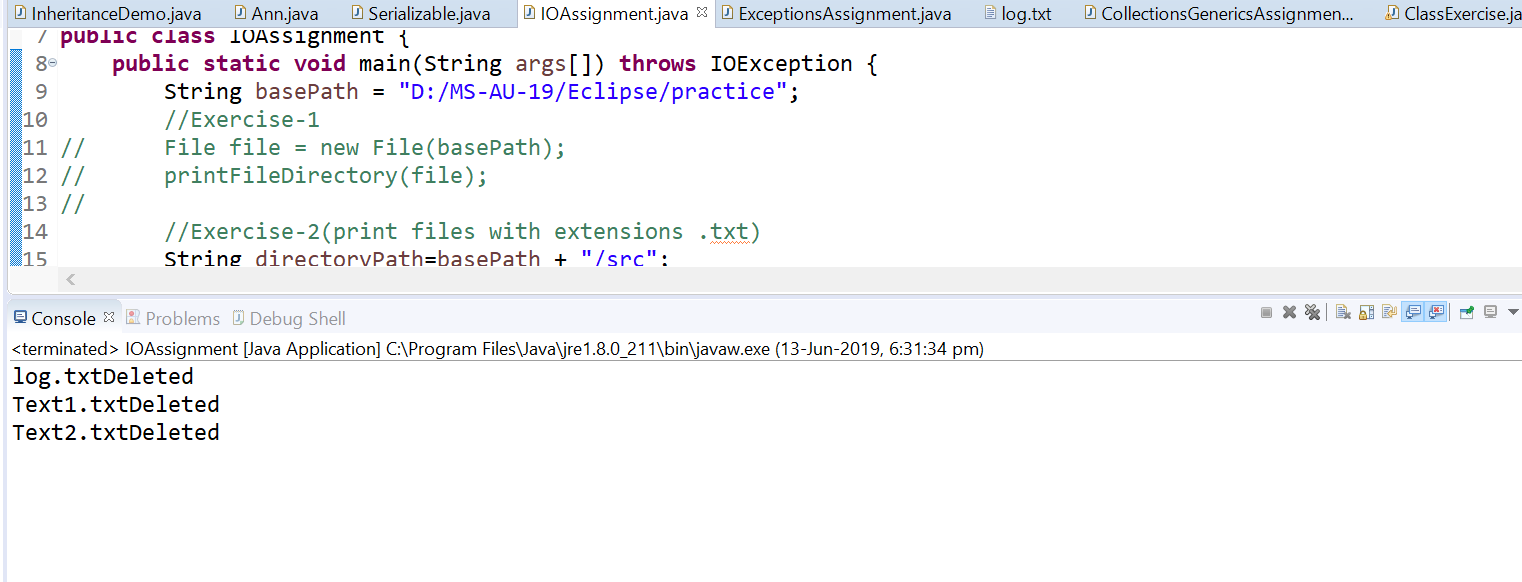 InheritanceDemo.java Ann.java Serializable.java IOAssignment.java ExceptionsAssignment.java log.txt CollectionsGenericsAssignmen... ClassExercise.ja
7 public class IOAssignment {
8 public static void main(String args[]) throws IOException {
9 String basePath = "D:/MS-AU-19/Eclipse/practice";
10 //Exercise-1
11 // File file = new File(basePath);
12 // printFileDirectory(file);
13 //
14 //Exercise-2(print files with extensions .txt)
15 String directoryPath=basePath + "/src";
Console Problems Debug Shell
<terminated> IOAssignment [Java Application] C:\Program Files\Java\jre1.8.0_211\bin\javaw.exe (13-Jun-2019, 6:31:34 pm)
log.txtDeleted
Text1.txtDeleted
Text2.txtDeleted